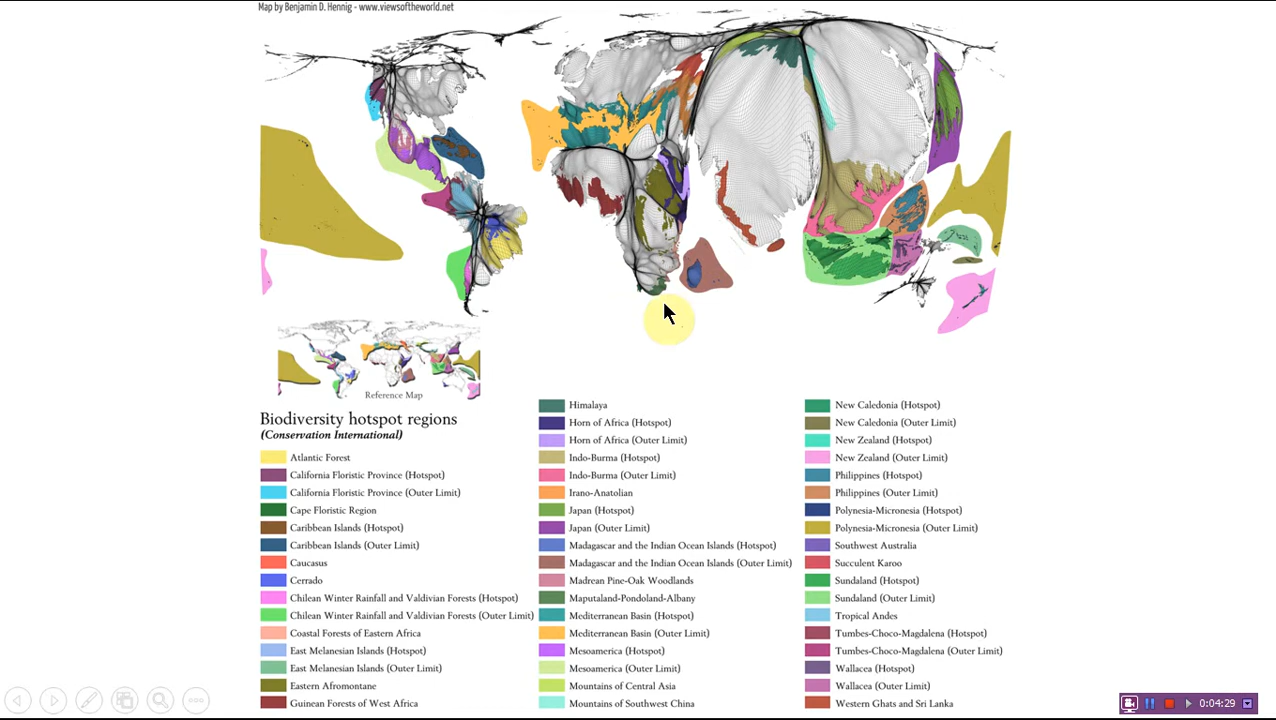 Map by Benjamin D. Hennig - www.viewsoftheworld.net
Reference Map
Biodiversity hotspot regions
(Conservation International)
Atlantic Forest
California Floristic Province (Hotspot)
California Floristic Province (Outer Limit)
Cape Floristic Region
Caribbean Islands (Hotspot)
Caribbean Islands (Outer Limit)
Caucasus
Cerrado
Chilean Winter Rainfall and Valdivian Forests (Hotspot)
Chilean Winter Rainfall and Valdivian Forests (Outer Limit)
Coastal Forests of Eastern Africa
East Melanesian Islands (Hotspot)
East Melanesian Islands (Outer Limit)
Eastern Afromontane
Guinean Forests of West Africa
Himalaya
Horn of Africa (Hotspot)
Horn of Africa (Outer Limit)
Indo-Burma (Hotspot)
Indo-Burma (Outer Limit)
Irano-Anatolian
Japan (Hotspot)
Japan (Outer Limit)
Madagascar and the Indian Ocean Islands (Hotspot)
Madagascar and the Indian Ocean Islands (Outer Limit)
Madrean Pine-Oak Woodlands
Maputaland-Pondoland-Albany
Mediterranean Basin (Hotspot)
Mediterranean Basin (Outer Limit)
Mesoamerica (Hotspot)
Mesoamerica (Outer Limit)
Mountains of Central Asia
Mountains of Southwest China
New Caledonia (Hotspot)
New Caledonia (Outer Limit)
New Zealand (Hotspot)
New Zealand (Outer Limit)
Philippines (Hotspot)
Philippines (Outer Limit)
Polynesia-Micronesia (Hotspot)
Polynesia-Micronesia (Outer Limit)
Southwest Australia
Succulent Karoo
Sundaland (Hotspot)
Sundaland (Outer Limit)
Tropical Andes
Tumbes-Choco-Magdalena (Hotspot)
Tumbes-Choco-Magdalena (Outer Limit)
Wallacea (Hotspot)
Wallacea (Outer Limit)
Western Ghats and Sri Lanka
0:04:29